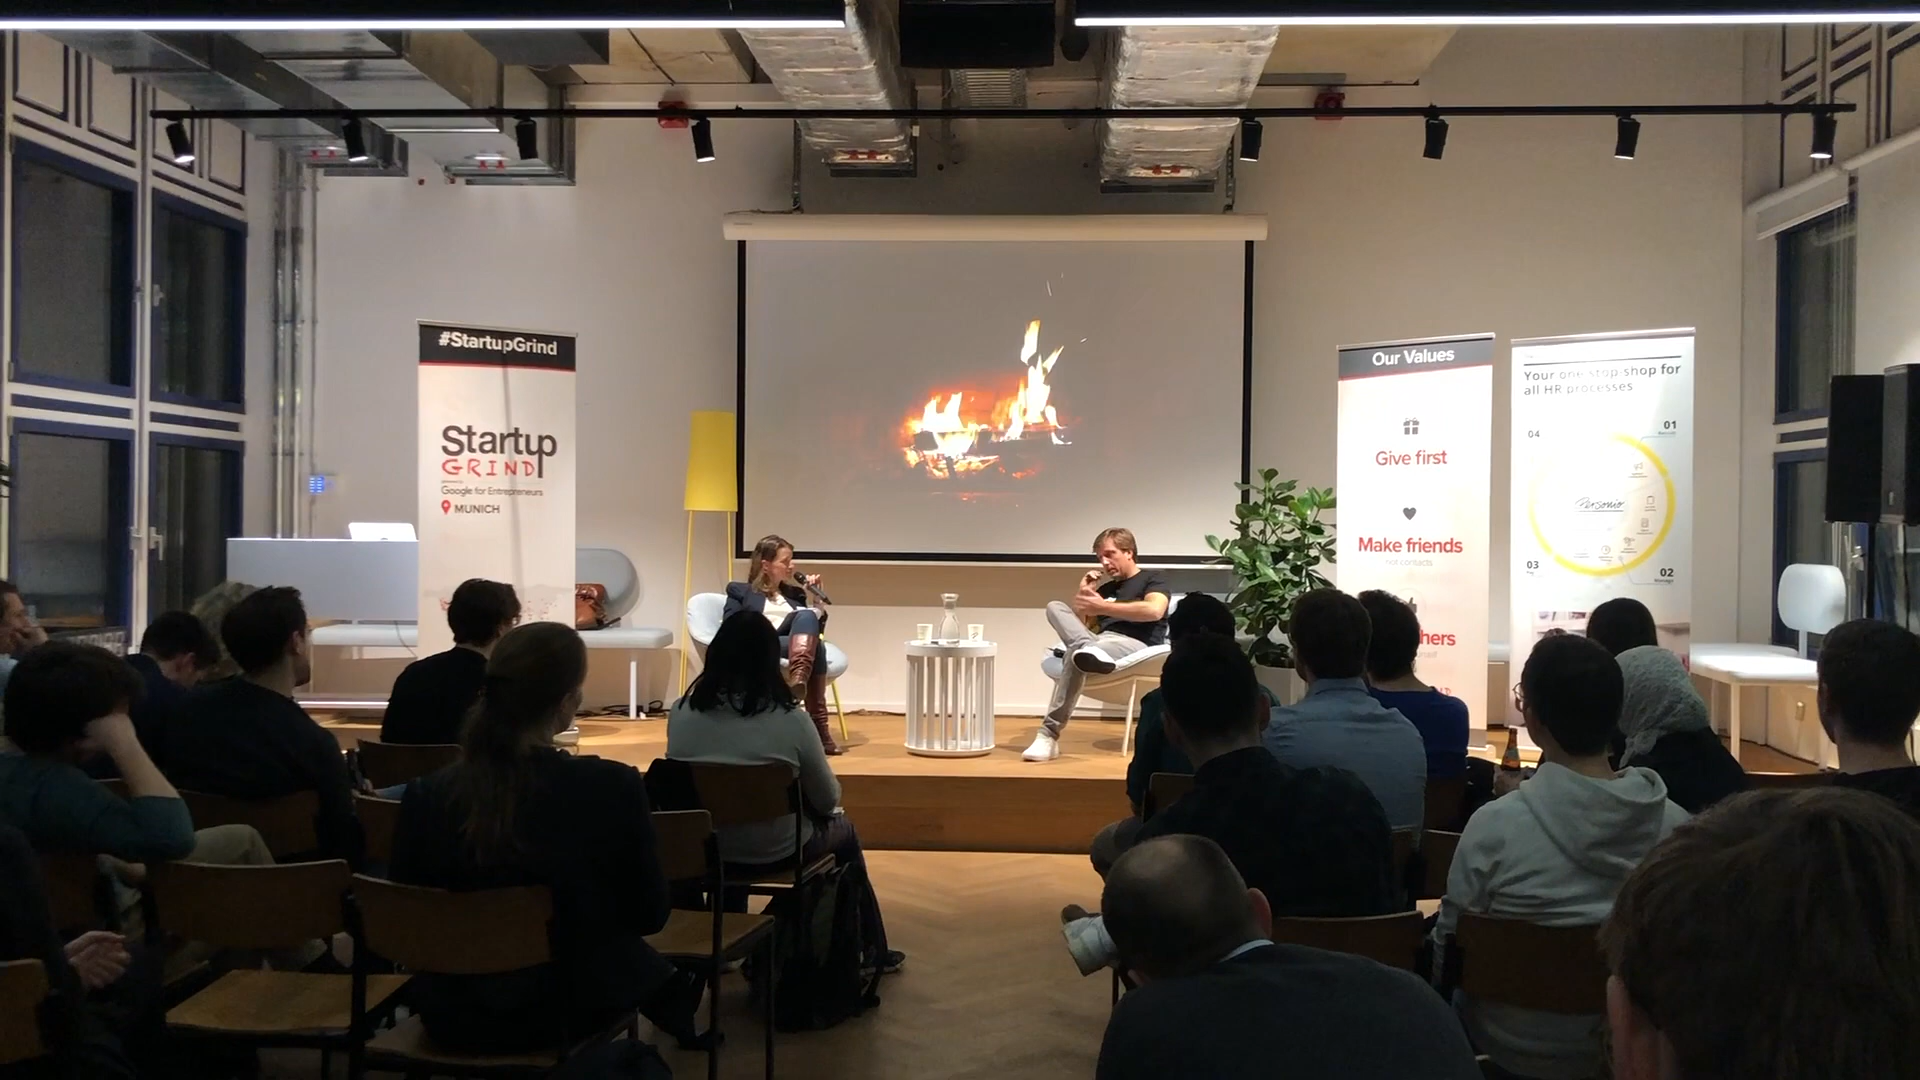 #StartupGrind
Startup
GRIND
Google for Entrepreneurs
MUNICH
Our Values
Give first
Make friends
not contacts
hers
Your one stop-shop for
all HR processes
01
04
Personio
03
02
Manage